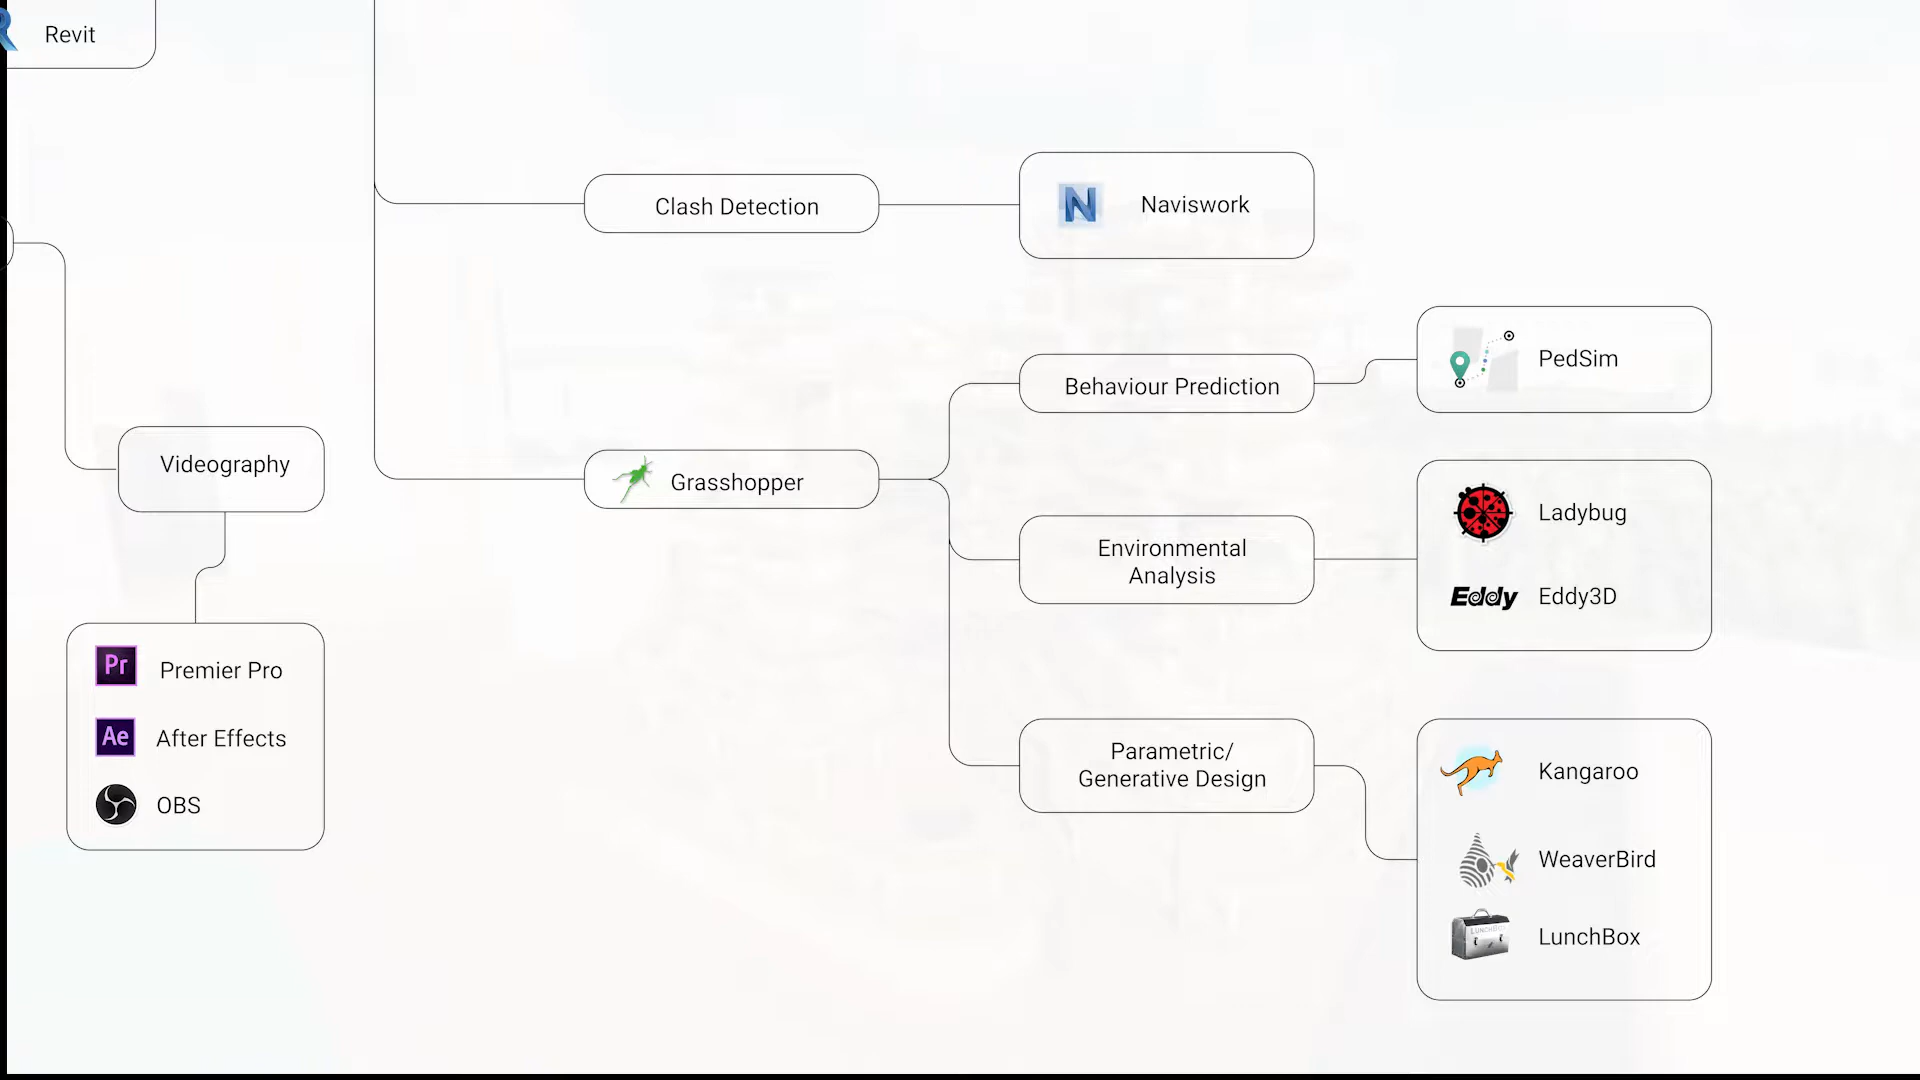 Revit
Clash Detection
N
Naviswork
PedSim
Behaviour Prediction
Videography
Grasshopper
Environmental
Analysis
Ladybug
Eddy
Eddy3D
Pr
Premier Pro
Ae
After Effects
OBS
Parametric/
Generative Design
Kangaroo
WeaverBird
LUNCHBOX
LunchBox